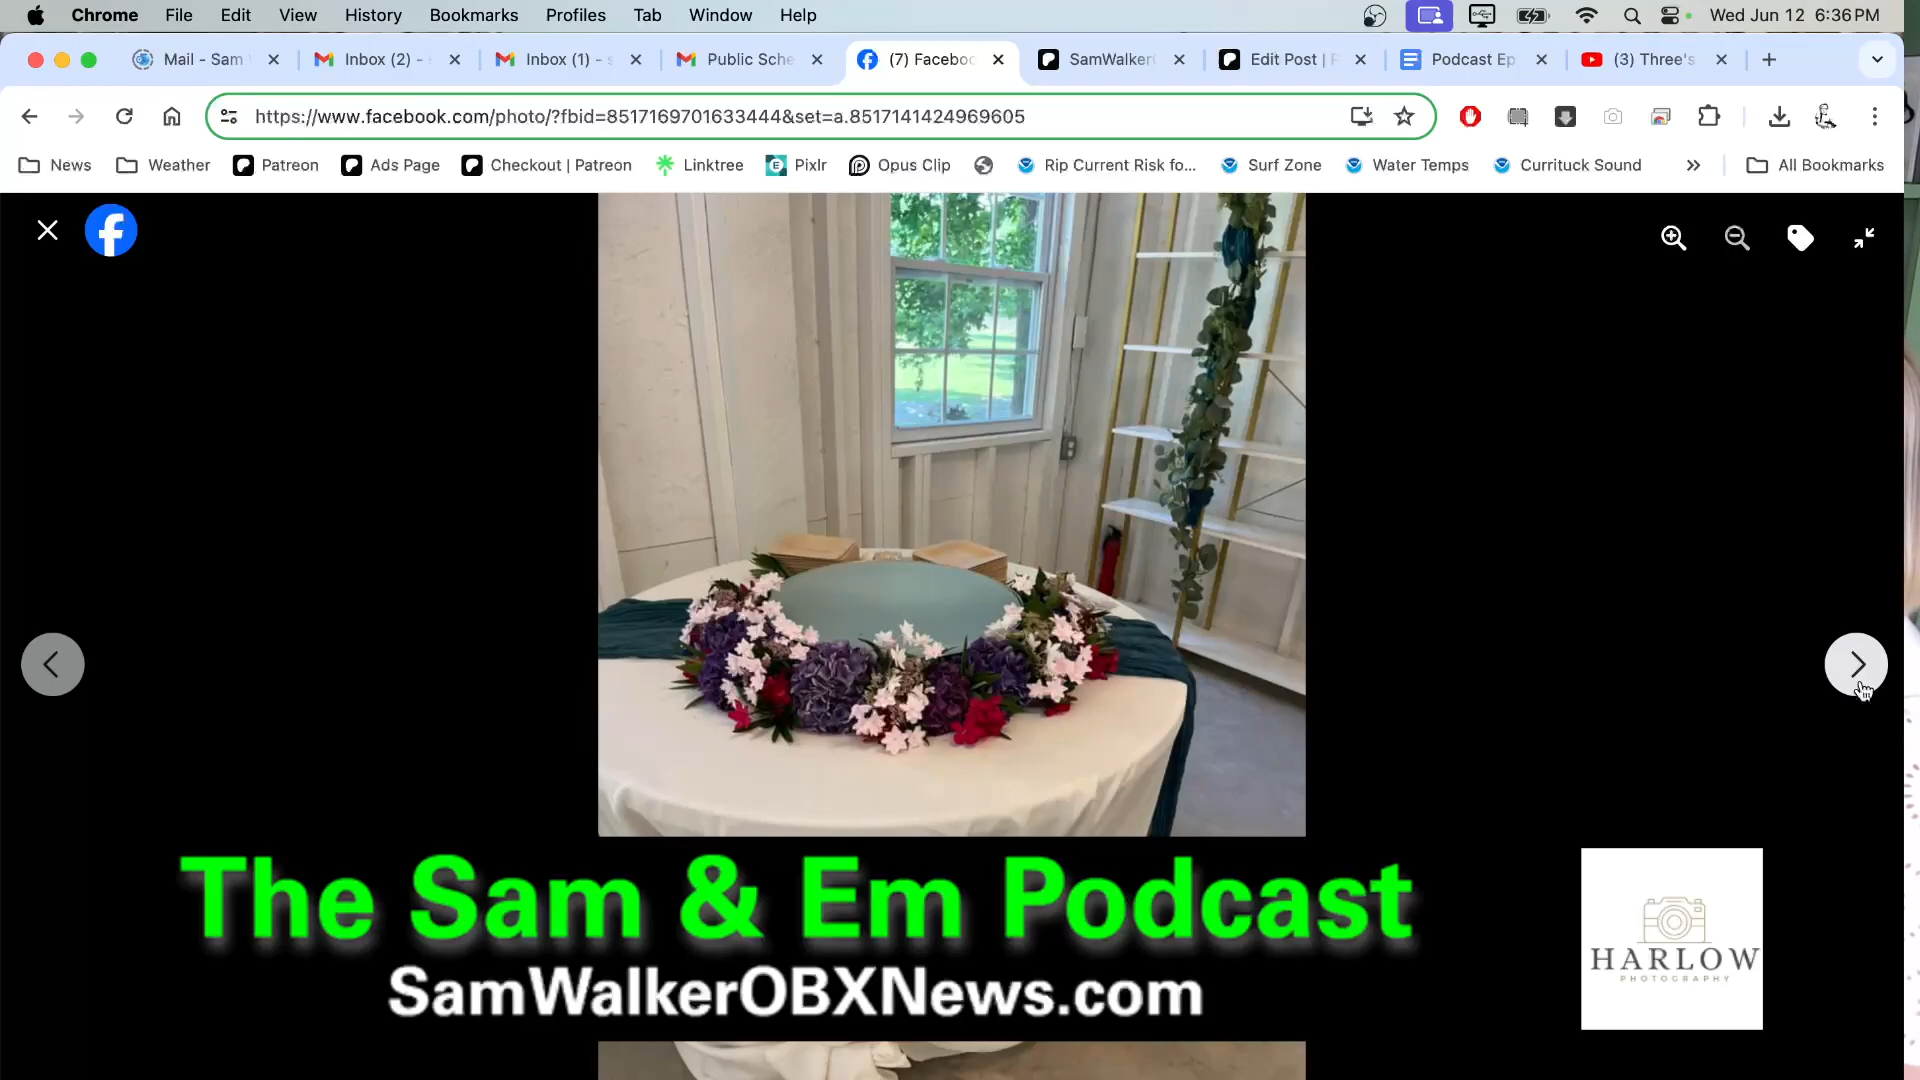 Chrome File Edit View History Bookmarks Profiles Tab Window Help Wed Jun 12 6:36 PM
Mail - Sam Inbox (2) - Inbox (1) - Public Sche (7) Faceboo SamWalker Edit Post | Podcast Ep (3) Three's
https://www.facebook.com/photo/?fbid=8517169701633444&set=a.8517141424969605
News Weather Patreon Ads Page Checkout | Patreon Linktree Pixlr Opus Clip Rip Current Risk fo... Surf Zone Water Temps Currituck Sound » All Bookmarks
The Sam & Em Podcast
SamWalkerOBXNews.com
HARLOW
PHOTOGRAPHY